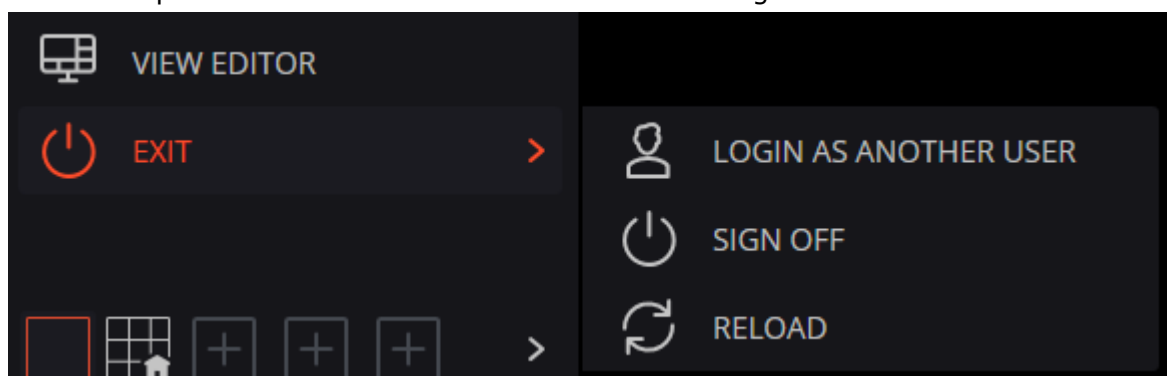 VIEW EDITOR
EXIT
LOGIN AS ANOTHER USER
SIGN OFF
RELOAD